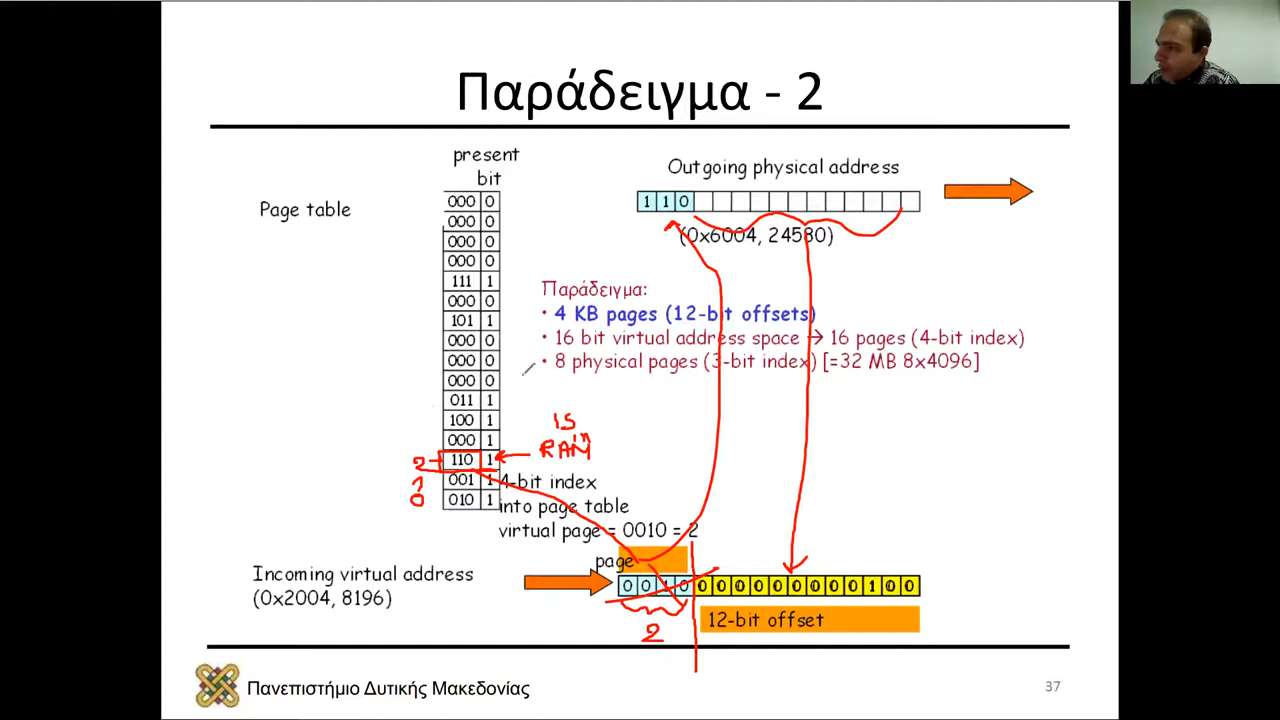 Παράδειγμα - 2
present
bit
Page table
000 0
000 0
000 0
000 0
111 1
000 0
101 1
000 0
000 0
000 0
011 1
100 1
000 1
2 110 1
1 001 1
0 010 1
IS
in
RAM
4-bit index
into page table
virtual page = 0010 = 2
Outgoing physical address
1 1 0
(0x6004, 24580)
Παράδειγμα:
• 4 KB pages (12-bit offsets)
• 16 bit virtual address space → 16 pages (4-bit index)
• 8 physical pages (3-bit index) [=32 MB 8x4096]
page
Incoming virtual address
(0x2004, 8196)
0 0 1 0 0 0 0 0 0 0 0 0 0 1 0 0
2
12-bit offset
Πανεπιστήμιο Δυτικής Μακεδονίας
37